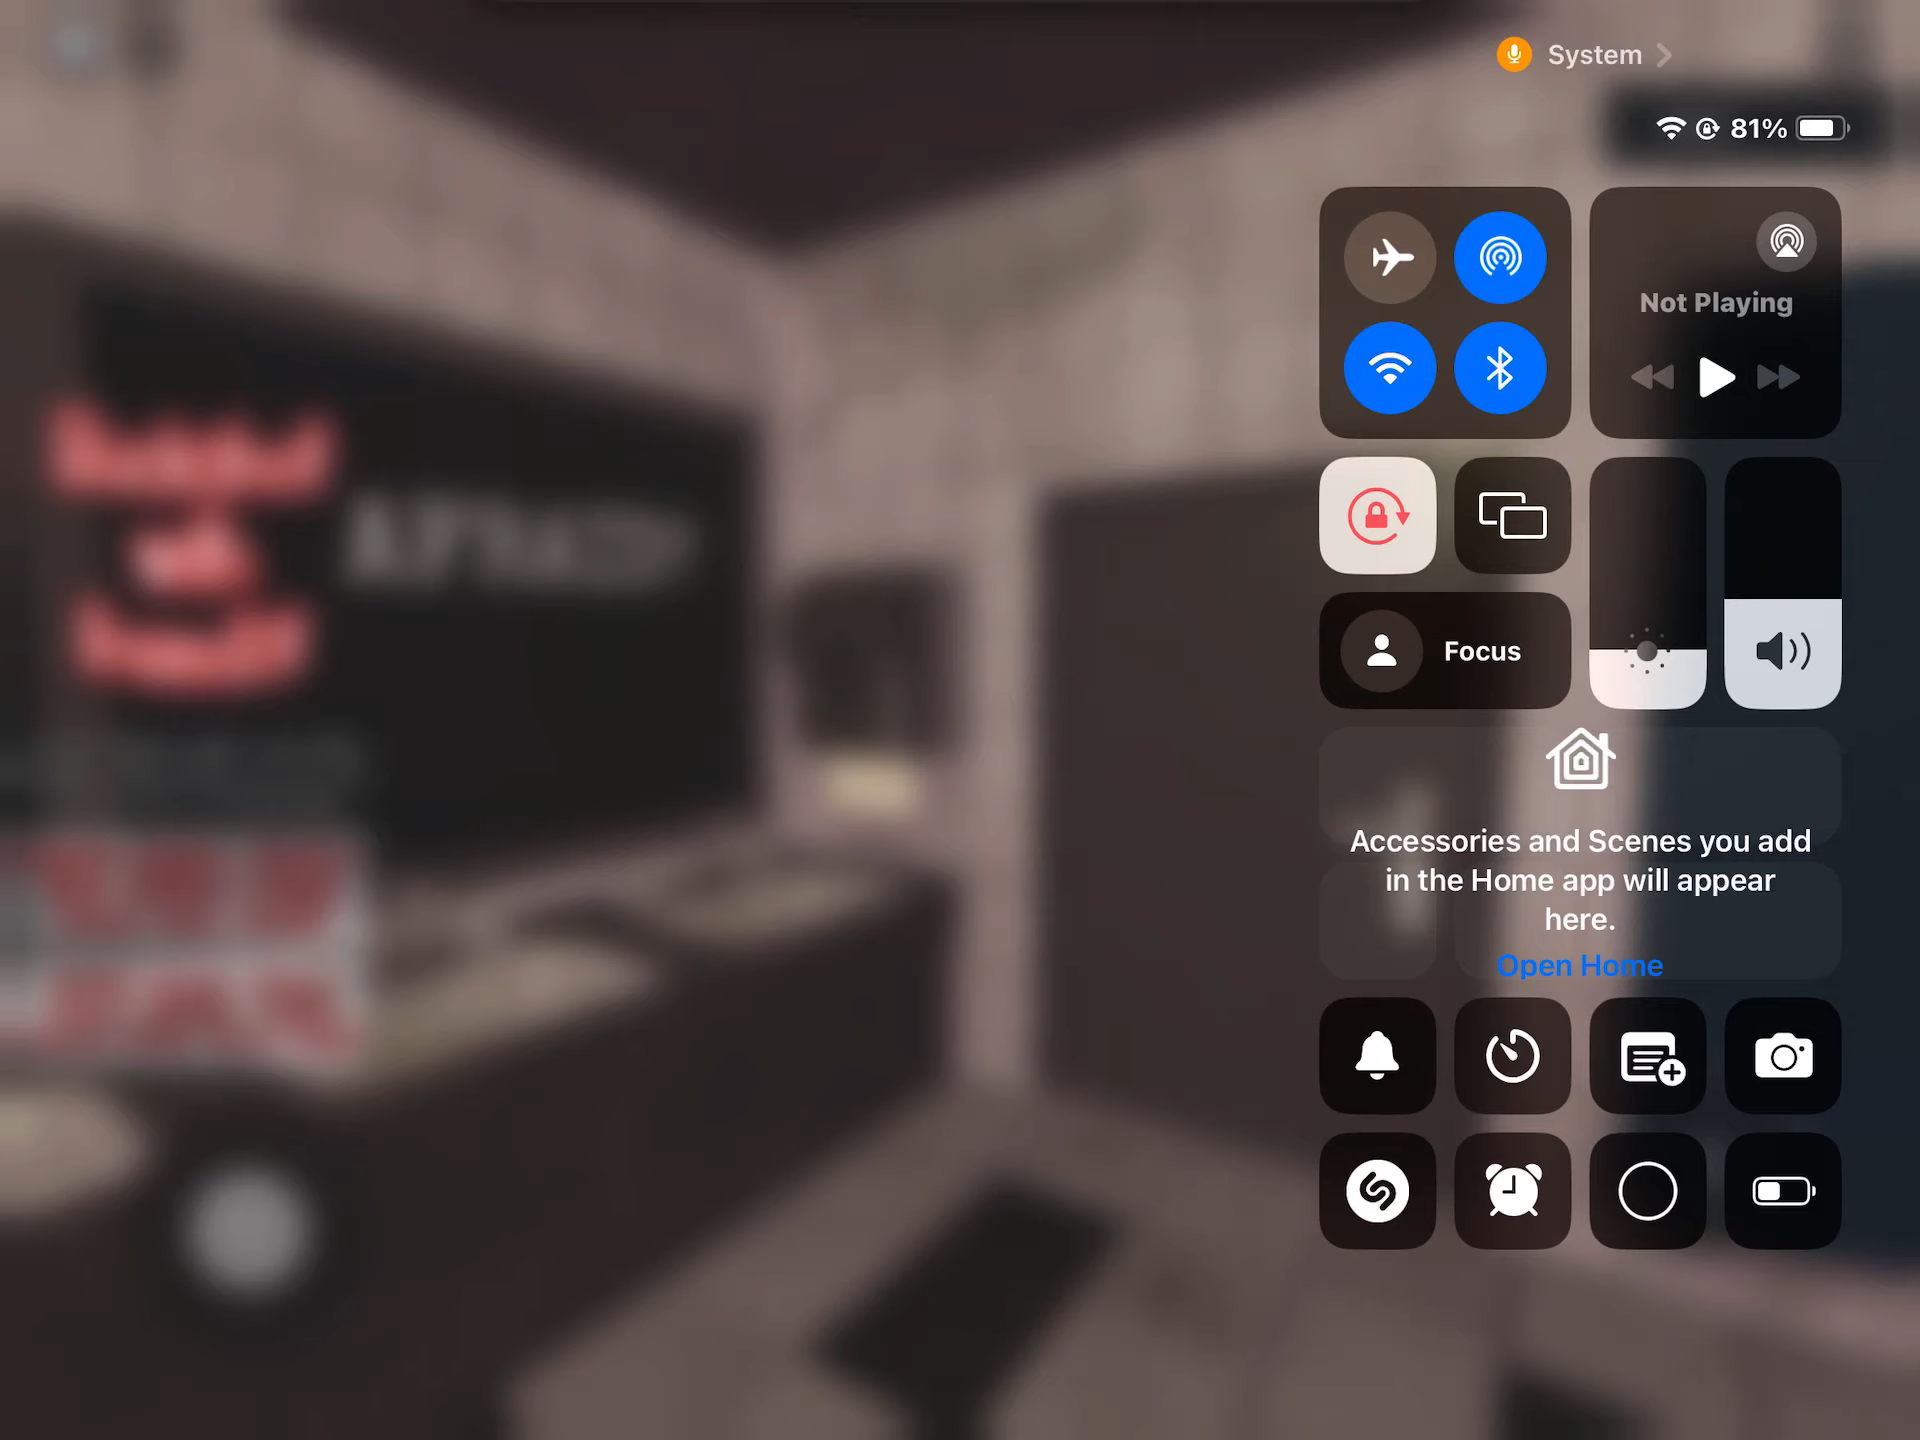 System
81%
Not Playing
Focus
Accessories and Scenes you add
in the Home app will appear
here.
Open Home